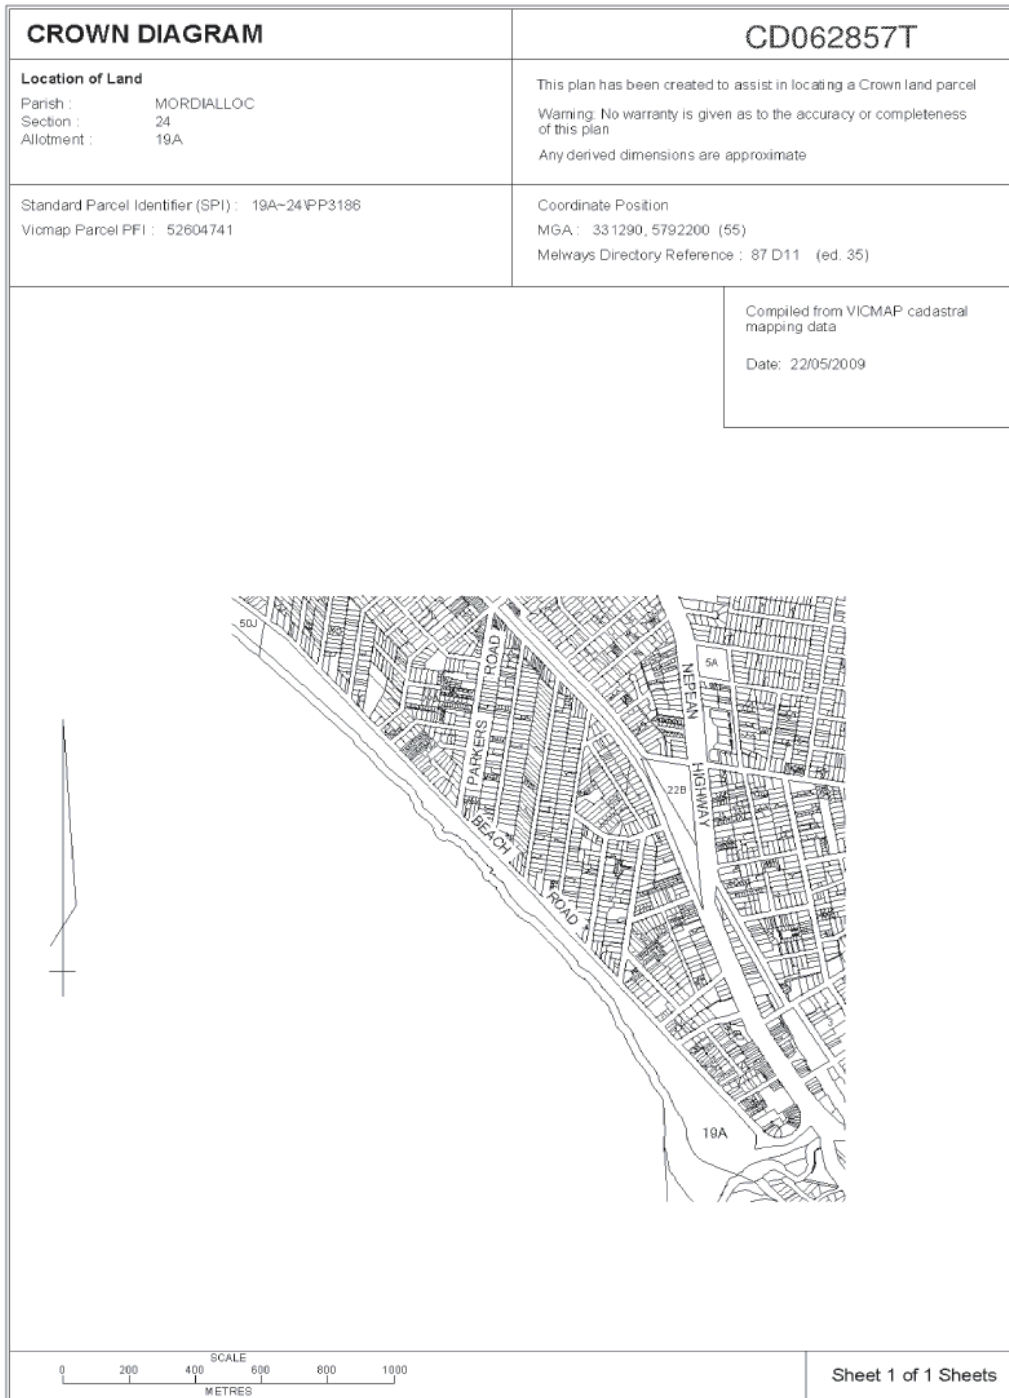 CROWN DIAGRAM
CD062857T
Location of Land
Parish : MORDIALLOC
Section : 24
Allotment : 19A
This plan has been created to assist in locating a Crown land parcel
Warning: No warranty is given as to the accuracy or completeness
of this plan
Any derived dimensions are approximate
Standard Parcel Identifier (SPI) : 19A~24\PP3186
Vicmap Parcel PFI : 52604741
Coordinate Position
MGA : 331290, 5792200 (55)
Melways Directory Reference : 87 D11 (ed. 35)
Compiled from VICMAP cadastral
mapping data
Date: 22/05/2009
50J
PARKERS ROAD
5A
NEPEAN HIGHWAY
22B
BEACH ROAD
3
19A
SCALE
0 200 400 600 800 1000
METRES
Sheet 1 of 1 Sheets